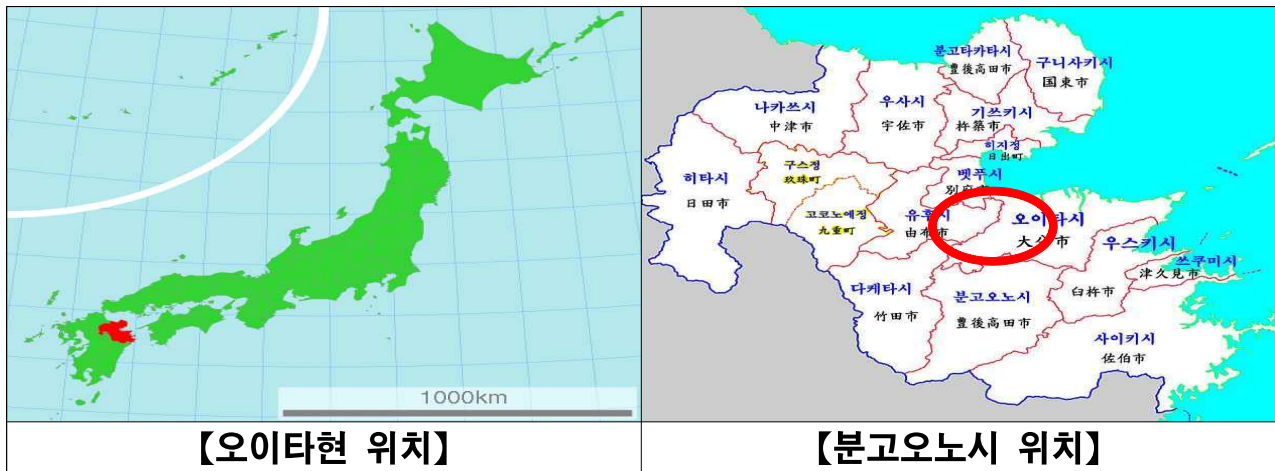 1000km
【오이타현 위치】
분고타카타시
豊後高田市
구니사키시
国東市
나카쓰시
中津市
우사시
宇佐市
기쓰키시
杵築市
히지정
日出町
히타시
日田市
구스정
玖珠町
벳푸시
別府市
고코노에정
九重町
유후시
由布市
오이타시
大分市
우스키시
臼杵市
쓰쿠미시
津久見市
다케타시
竹田市
분고오노시
豊後高田市
사이키시
佐伯市
【분고오노시 위치】